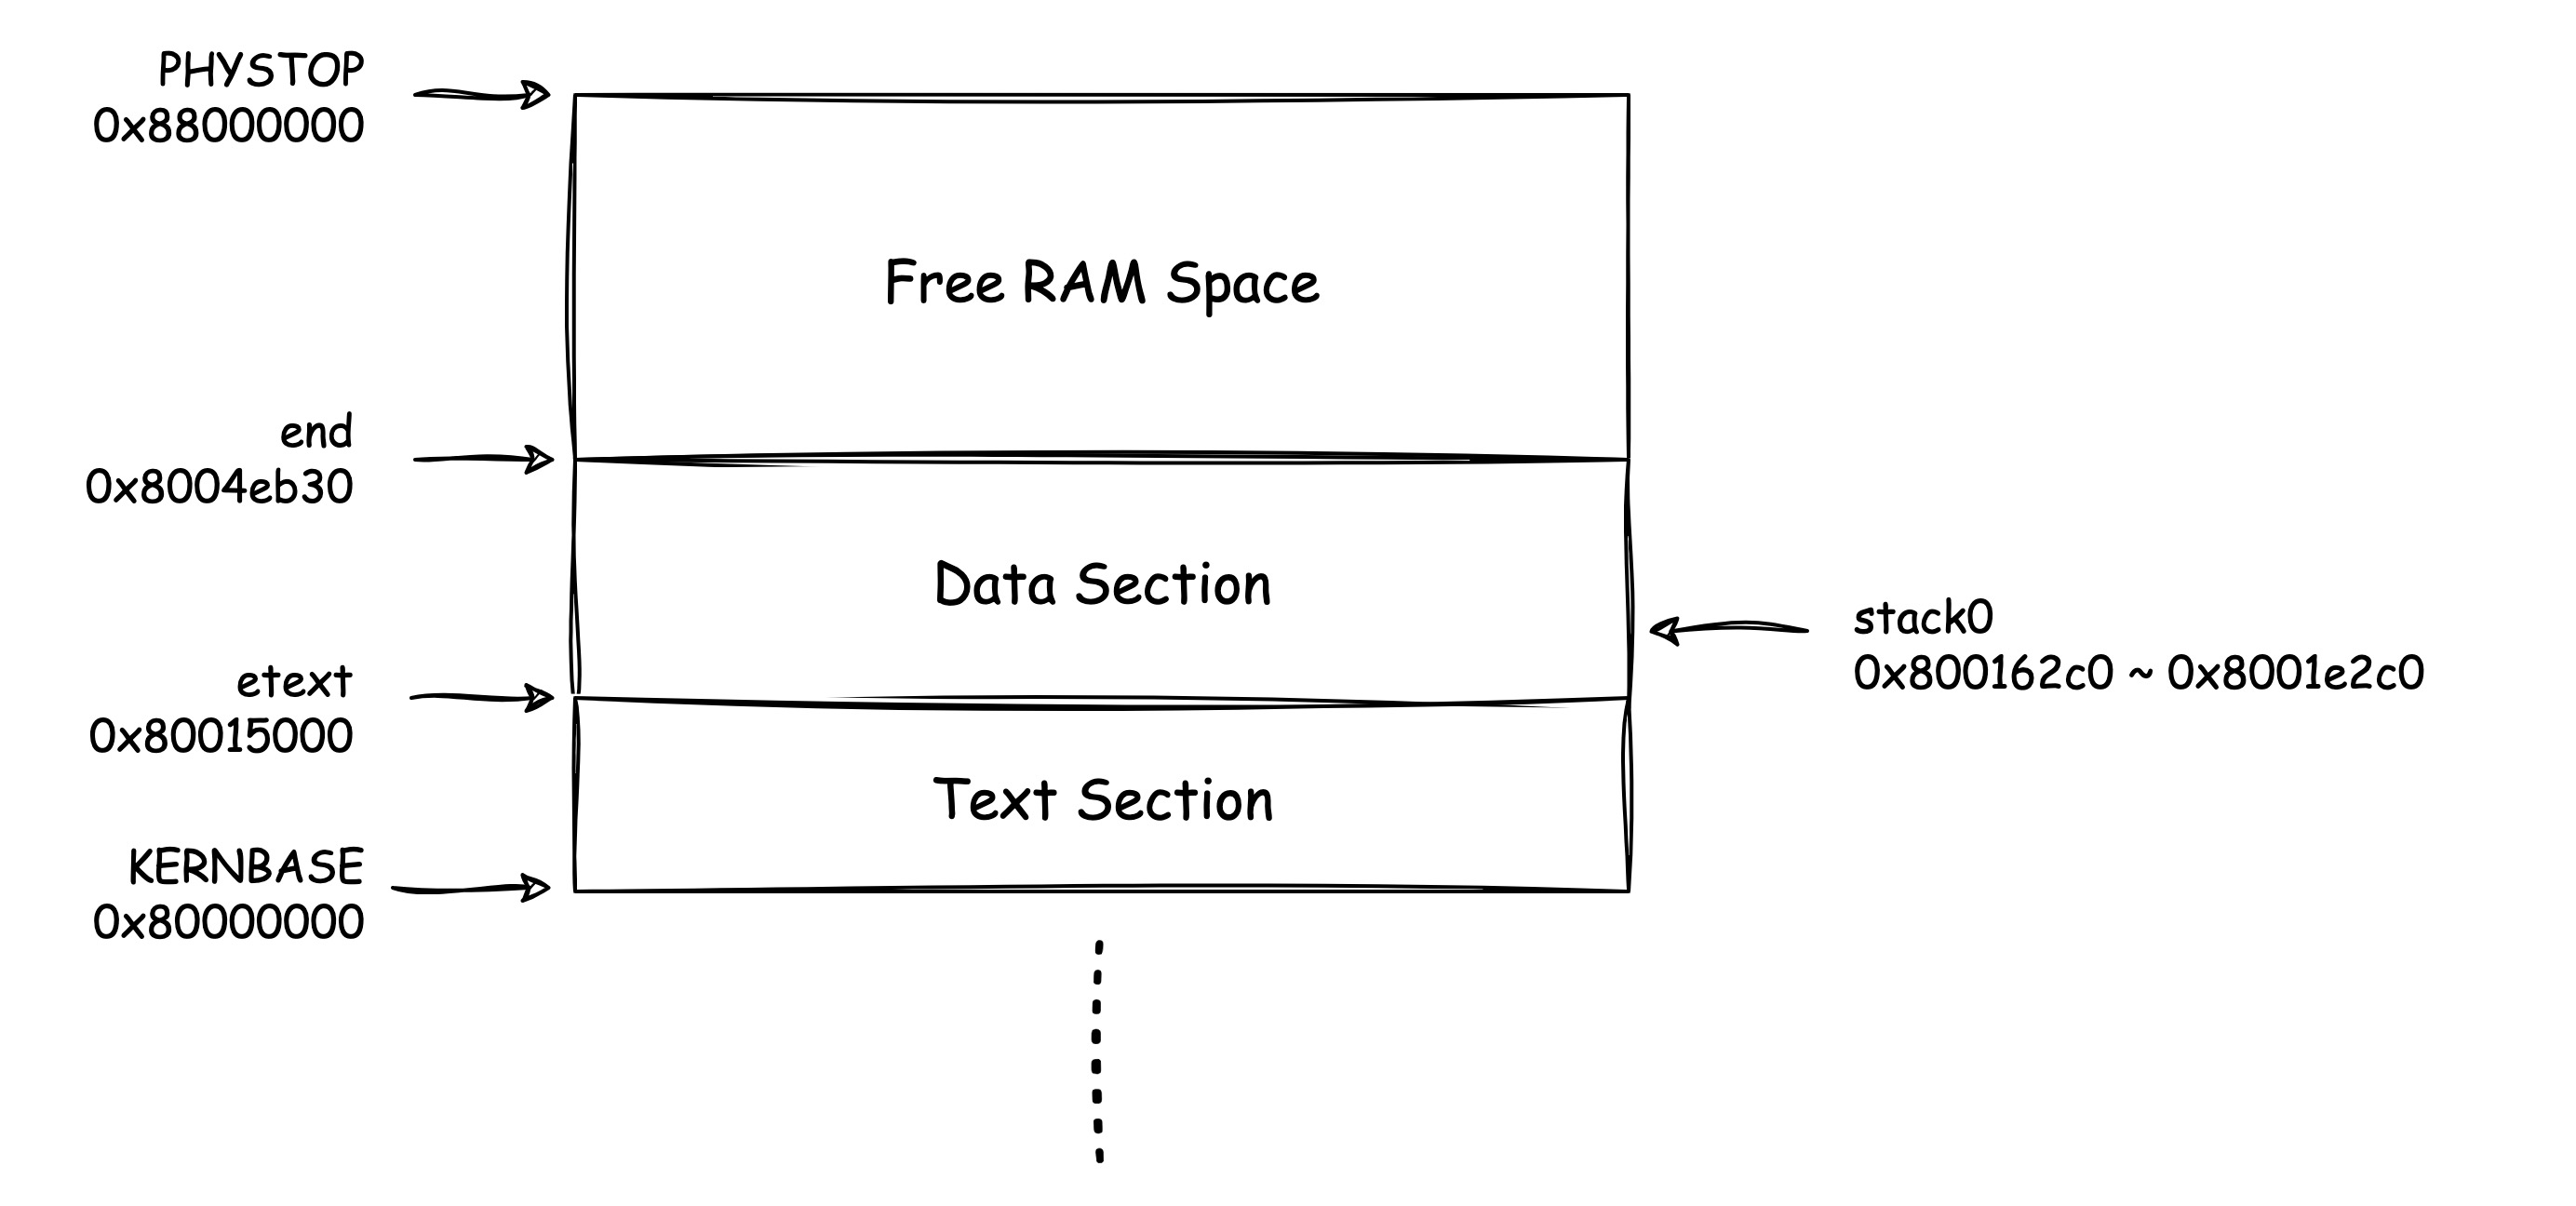 PHYSTOP
0x88000000
Free RAM Space
end
0x8004eb30
Data Section
stack0
0x800162c0 ~ 0x8001e2c0
etext
0x80015000
Text Section
KERNBASE
0x80000000